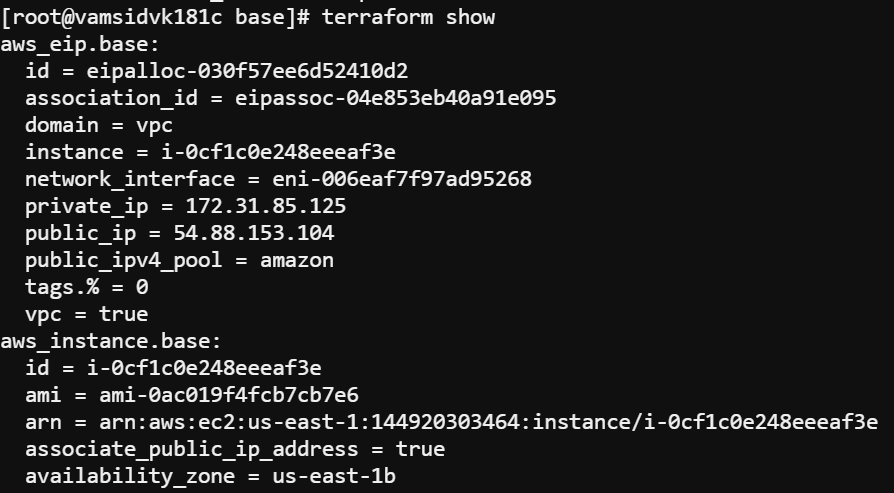 [root@vamsidvk181c base]# terraform show
aws_eip.base:
  id = eipalloc-030f57ee6d52410d2
  association_id = eipassoc-04e853eb40a91e095
  domain = vpc
  instance = i-0cf1c0e248eeeaf3e
  network_interface = eni-006eaf7f97ad95268
  private_ip = 172.31.85.125
  public_ip = 54.88.153.104
  public_ipv4_pool = amazon
  tags.% = 0
  vpc = true
aws_instance.base:
  id = i-0cf1c0e248eeeaf3e
  ami = ami-0ac019f4fcb7cb7e6
  arn = arn:aws:ec2:us-east-1:144920303464:instance/i-0cf1c0e248eeeaf3e
  associate_public_ip_address = true
  availability_zone = us-east-1b